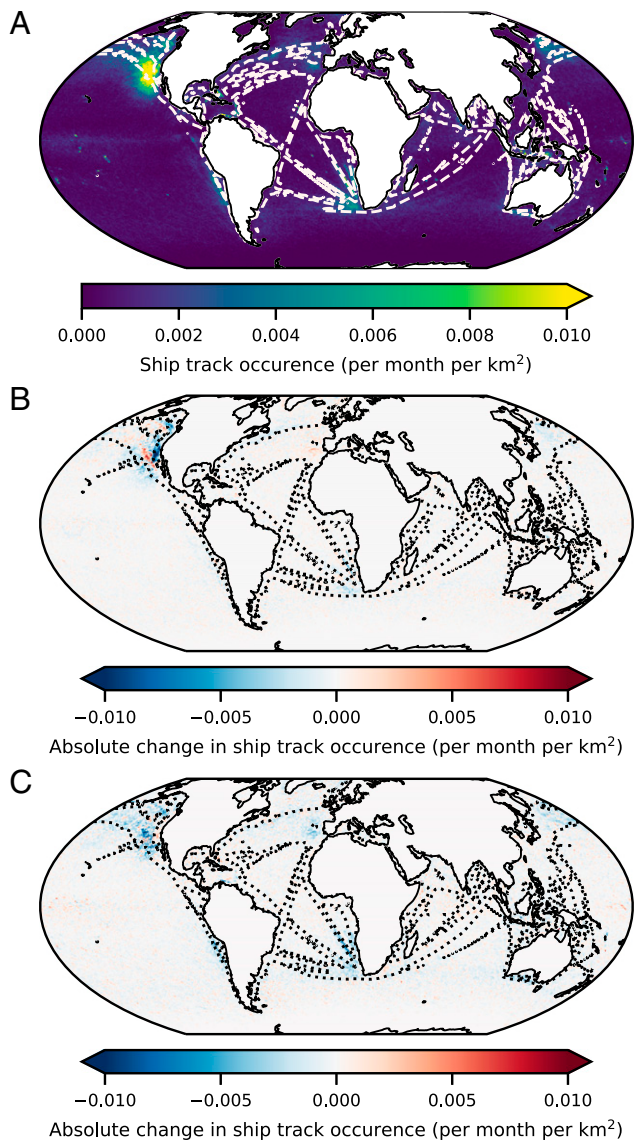 A
0.000 0.002 0.004 0.006 0.008 0.010
Ship track occurence (per month per km²)
B
−0.010 −0.005 0.000 0.005 0.010
Absolute change in ship track occurence (per month per km²)
C
−0.010 −0.005 0.000 0.005 0.010
Absolute change in ship track occurence (per month per km²)